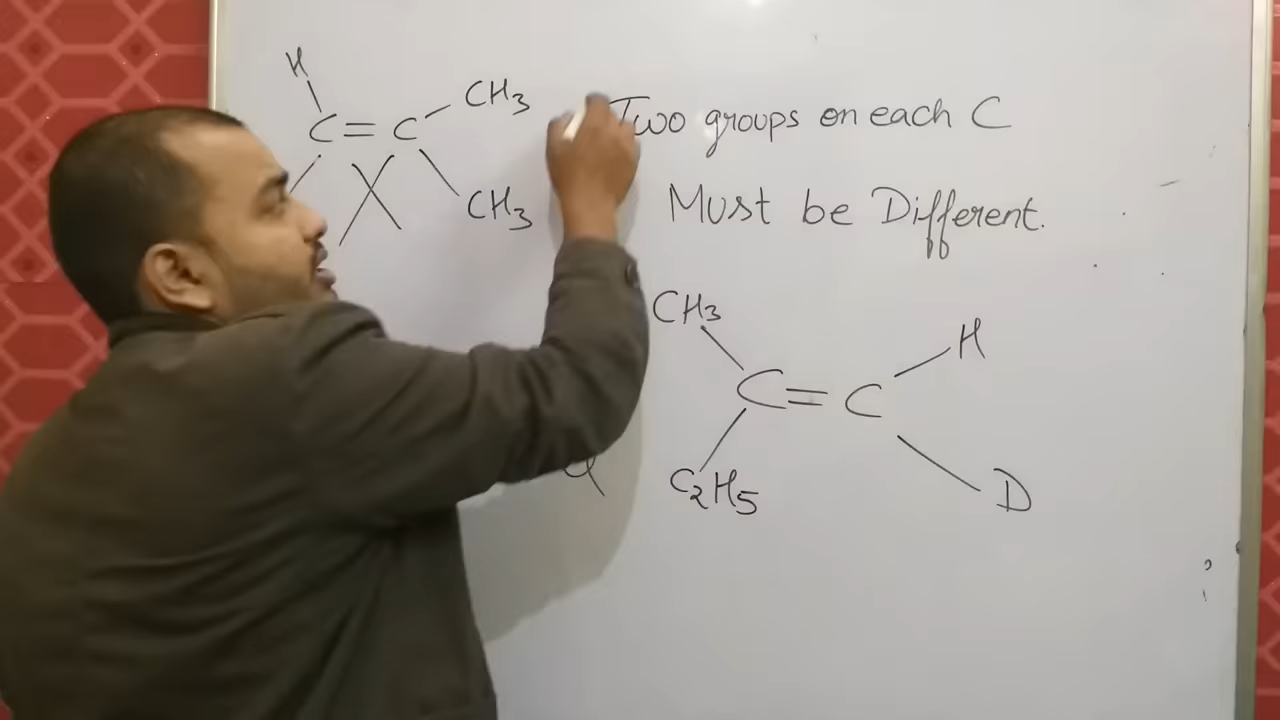 H
C = C
CH3
CH3
Two groups on each C
Must be Different.
CH3
C = C
H
C2H5
D